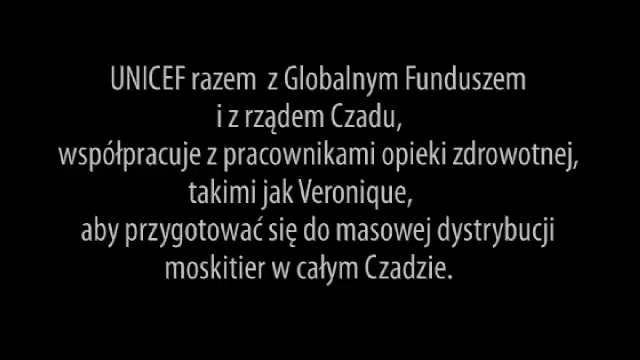 UNICEF razem z Globalnym Funduszem
i z rządem Czadu,
współpracuje z pracownikami opieki zdrowotnej,
takimi jak Veronique,
aby przygotować się do masowej dystrybucji
moskitier w całym Czadzie.